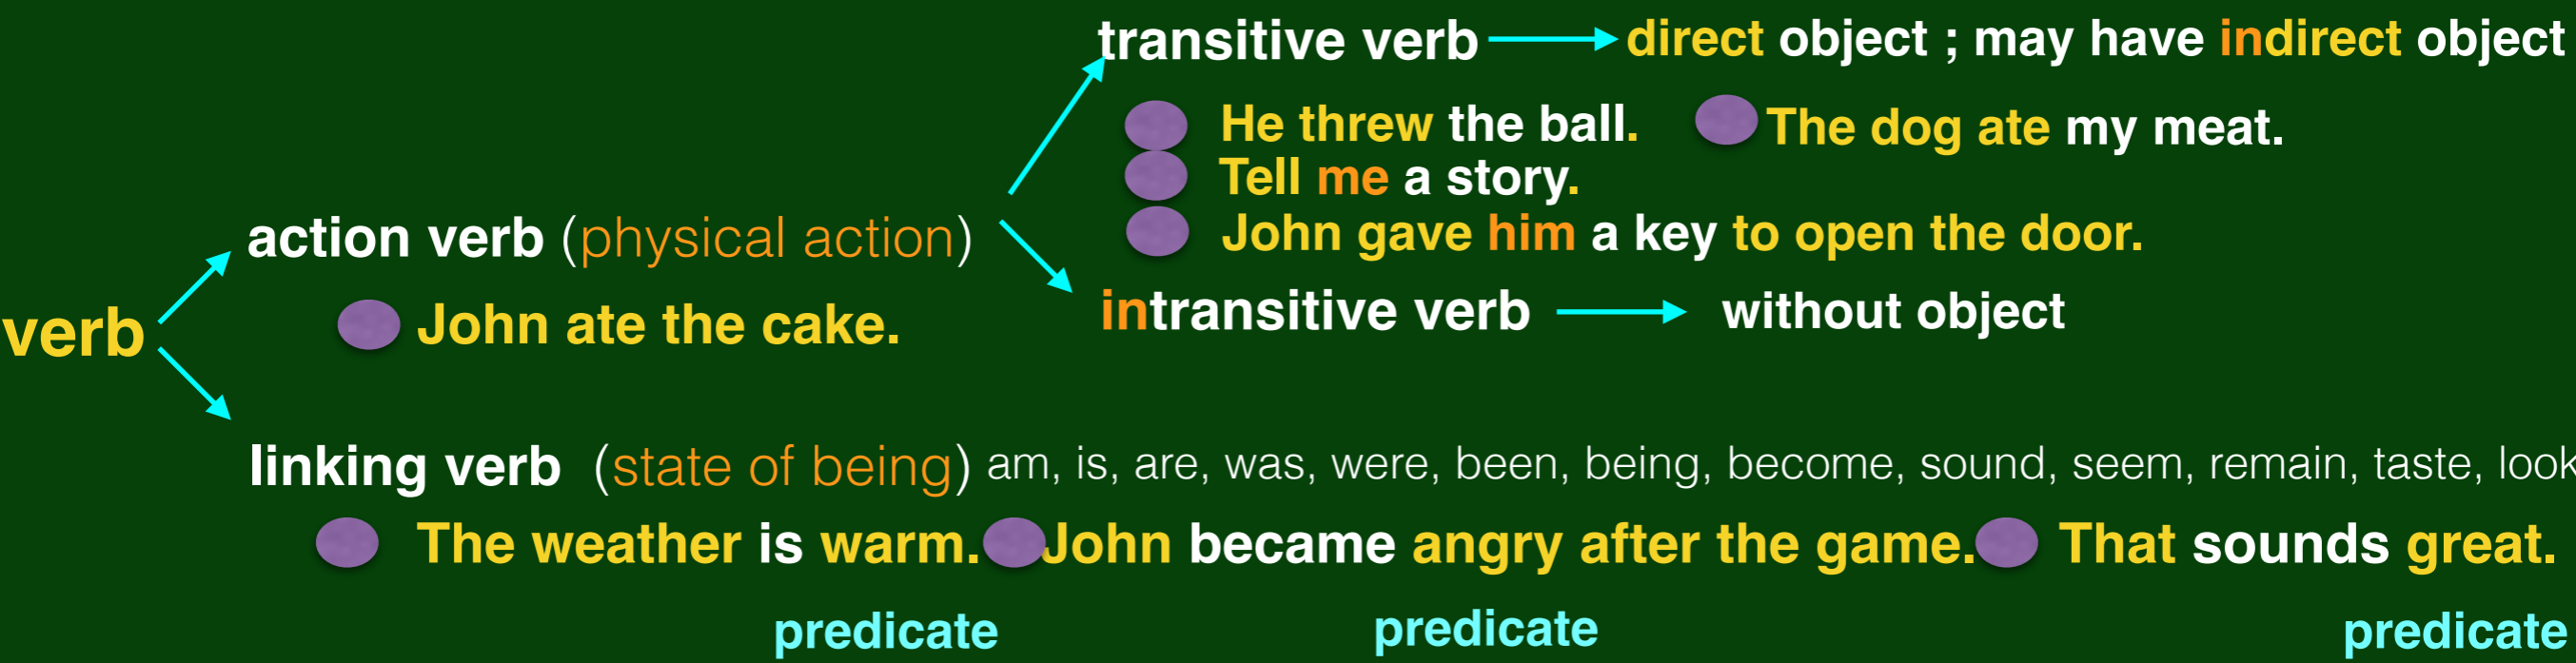 transitive verb direct object ; may have indirect object
He threw the ball. The dog ate my meat.
Tell me a story.
action verb (physical action) John gave him a key to open the door.
verb John ate the cake. intransitive verb without object
linking verb (state of being) am, is, are, was, were, been, being, become, sound, seem, remain, taste, look
The weather is warm. John became angry after the game. That sounds great.
predicate predicate predicate